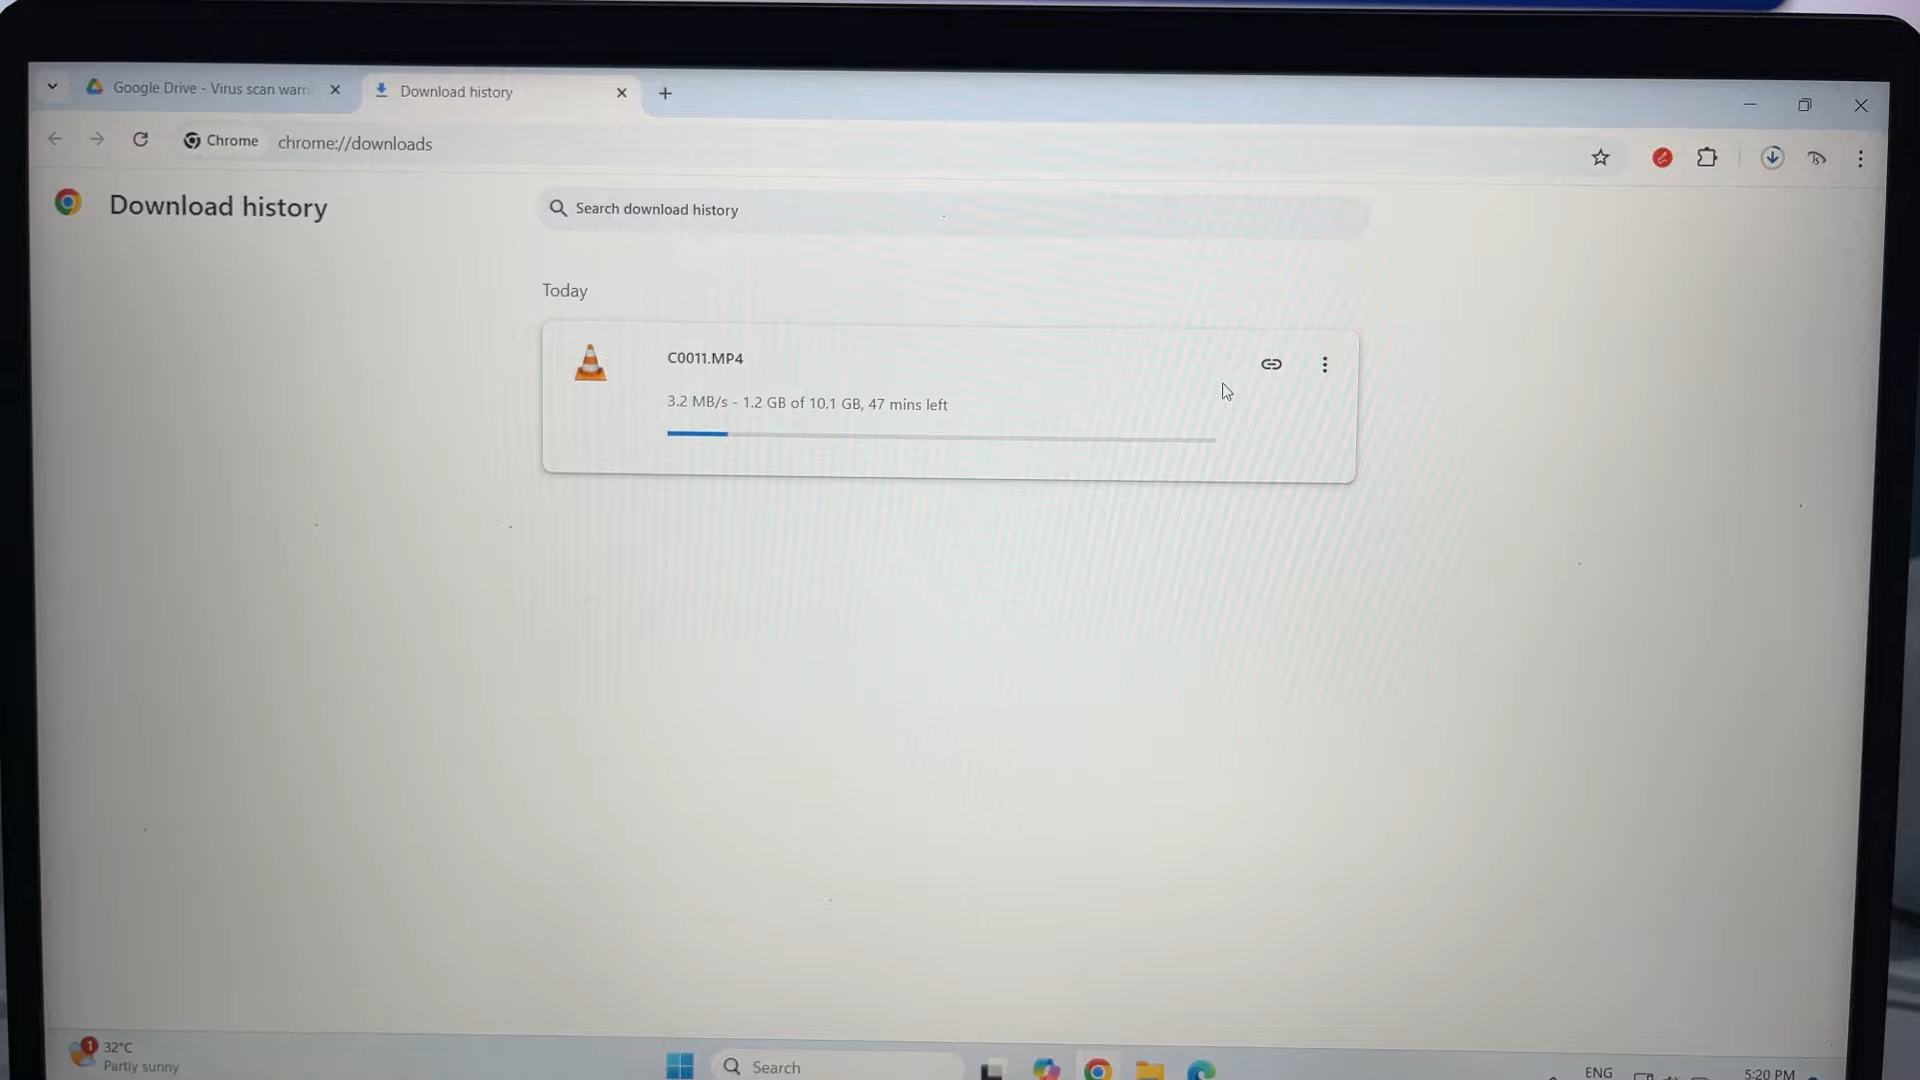 Google Drive - Virus scan warn
Download history
Chrome
chrome://downloads
Download history
Search download history
Today
C0011.MP4
3.2 MB/s - 1.2 GB of 10.1 GB, 47 mins left
1
32°C
Partly sunny
Search
ENG
5:20 PM